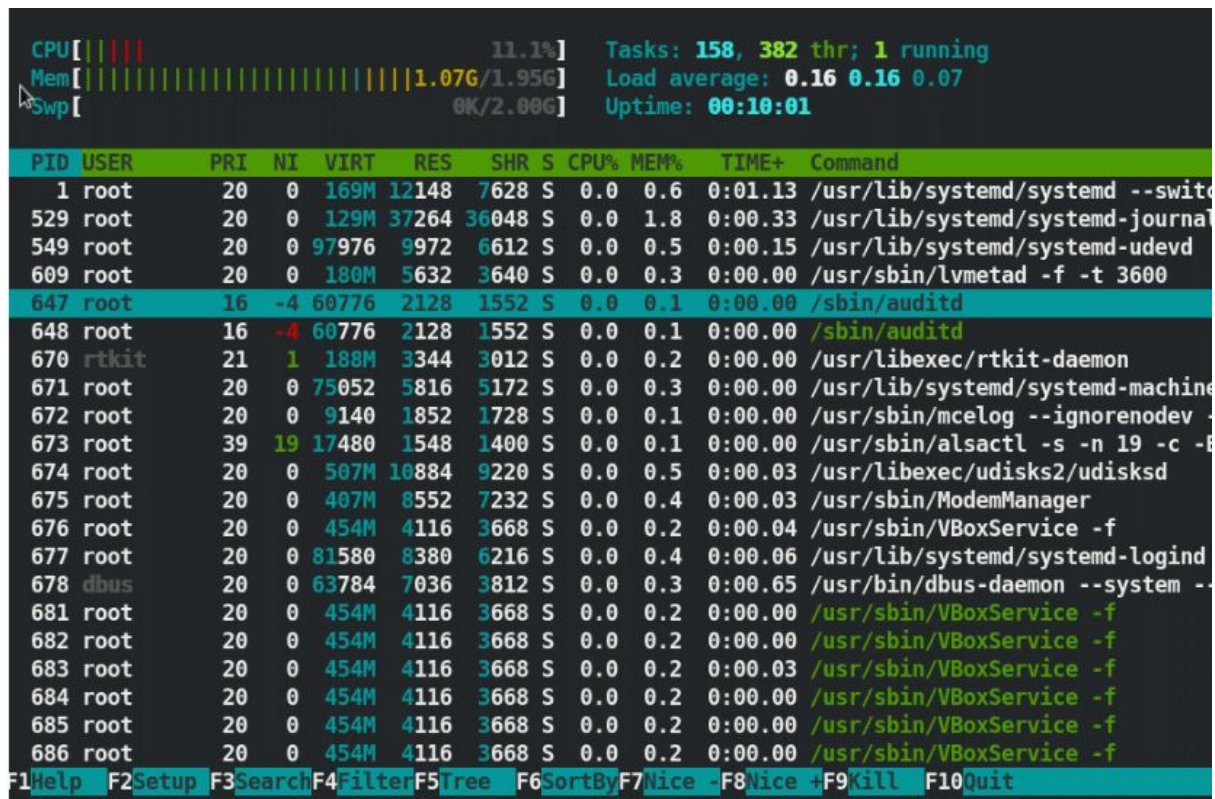 CPU[||||| 11.1%] Tasks: 158, 382 thr; 1 running
Mem[||||||||||||||||||||||||||1.07G/1.95G] Load average: 0.16 0.16 0.07
Swp[ 0K/2.00G] Uptime: 00:10:01
PID USER PRI NI VIRT RES SHR S CPU% MEM% TIME+ Command
1 root 20 0 169M 12148 7628 S 0.0 0.6 0:01.13 /usr/lib/systemd/systemd --switc
529 root 20 0 129M 37264 36048 S 0.0 1.8 0:00.33 /usr/lib/systemd/systemd-journal
549 root 20 0 97976 9972 6612 S 0.0 0.5 0:00.15 /usr/lib/systemd/systemd-udevd
609 root 20 0 180M 5632 3640 S 0.0 0.3 0:00.00 /usr/sbin/lvmetad -f -t 3600
647 root 16 -4 60776 2128 1552 S 0.0 0.1 0:00.00 /sbin/auditd
648 root 16 -4 60776 2128 1552 S 0.0 0.1 0:00.00 /sbin/auditd
670 rtkit 21 1 188M 3344 3012 S 0.0 0.2 0:00.00 /usr/libexec/rtkit-daemon
671 root 20 0 75052 5816 5172 S 0.0 0.3 0:00.00 /usr/lib/systemd/systemd-machine
672 root 20 0 9140 1852 1728 S 0.0 0.1 0:00.00 /usr/sbin/mcelog --ignorenodev -
673 root 39 19 17480 1548 1400 S 0.0 0.1 0:00.00 /usr/sbin/alsactl -s -n 19 -c -E
674 root 20 0 507M 10884 9220 S 0.0 0.5 0:00.03 /usr/libexec/udisks2/udisksd
675 root 20 0 407M 8552 7232 S 0.0 0.4 0:00.03 /usr/sbin/ModemManager
676 root 20 0 454M 4116 3668 S 0.0 0.2 0:00.04 /usr/sbin/VBoxService -f
677 root 20 0 81580 8380 6216 S 0.0 0.4 0:00.06 /usr/lib/systemd/systemd-logind
678 dbus 20 0 63784 7036 3812 S 0.0 0.3 0:00.65 /usr/bin/dbus-daemon --system --
681 root 20 0 454M 4116 3668 S 0.0 0.2 0:00.00 /usr/sbin/VBoxService -f
682 root 20 0 454M 4116 3668 S 0.0 0.2 0:00.00 /usr/sbin/VBoxService -f
683 root 20 0 454M 4116 3668 S 0.0 0.2 0:00.03 /usr/sbin/VBoxService -f
684 root 20 0 454M 4116 3668 S 0.0 0.2 0:00.00 /usr/sbin/VBoxService -f
685 root 20 0 454M 4116 3668 S 0.0 0.2 0:00.00 /usr/sbin/VBoxService -f
686 root 20 0 454M 4116 3668 S 0.0 0.2 0:00.00 /usr/sbin/VBoxService -f
F1Help F2Setup F3SearchF4FilterF5Tree F6SortByF7Nice -F8Nice +F9Kill F10Quit